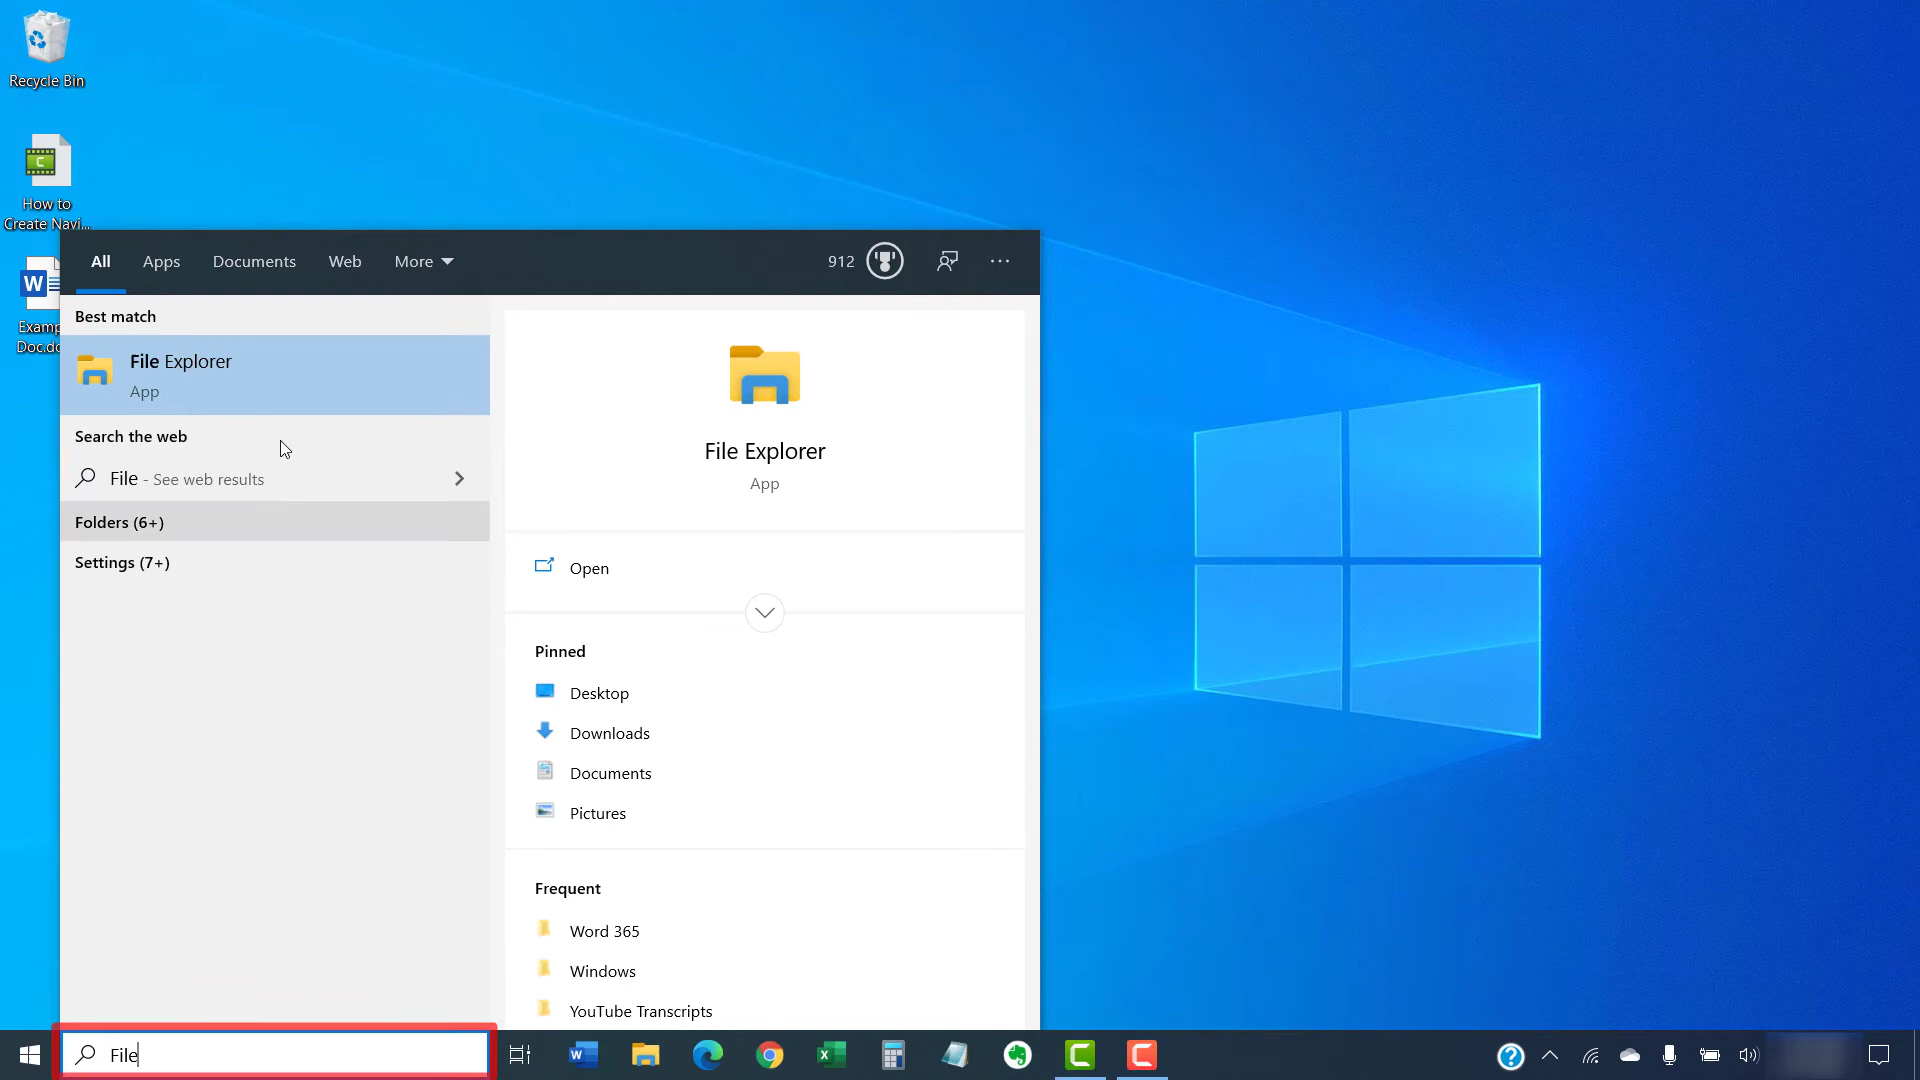 Recycle Bin
How to
Create Navi...
Examp
Doc.do
All Apps Documents Web More 912
Best match
File Explorer
App
Search the web
File - See web results
Folders (6+)
Settings (7+)
File Explorer
App
Open
Pinned
Desktop
Downloads
Documents
Pictures
Frequent
Word 365
Windows
YouTube Transcripts
File